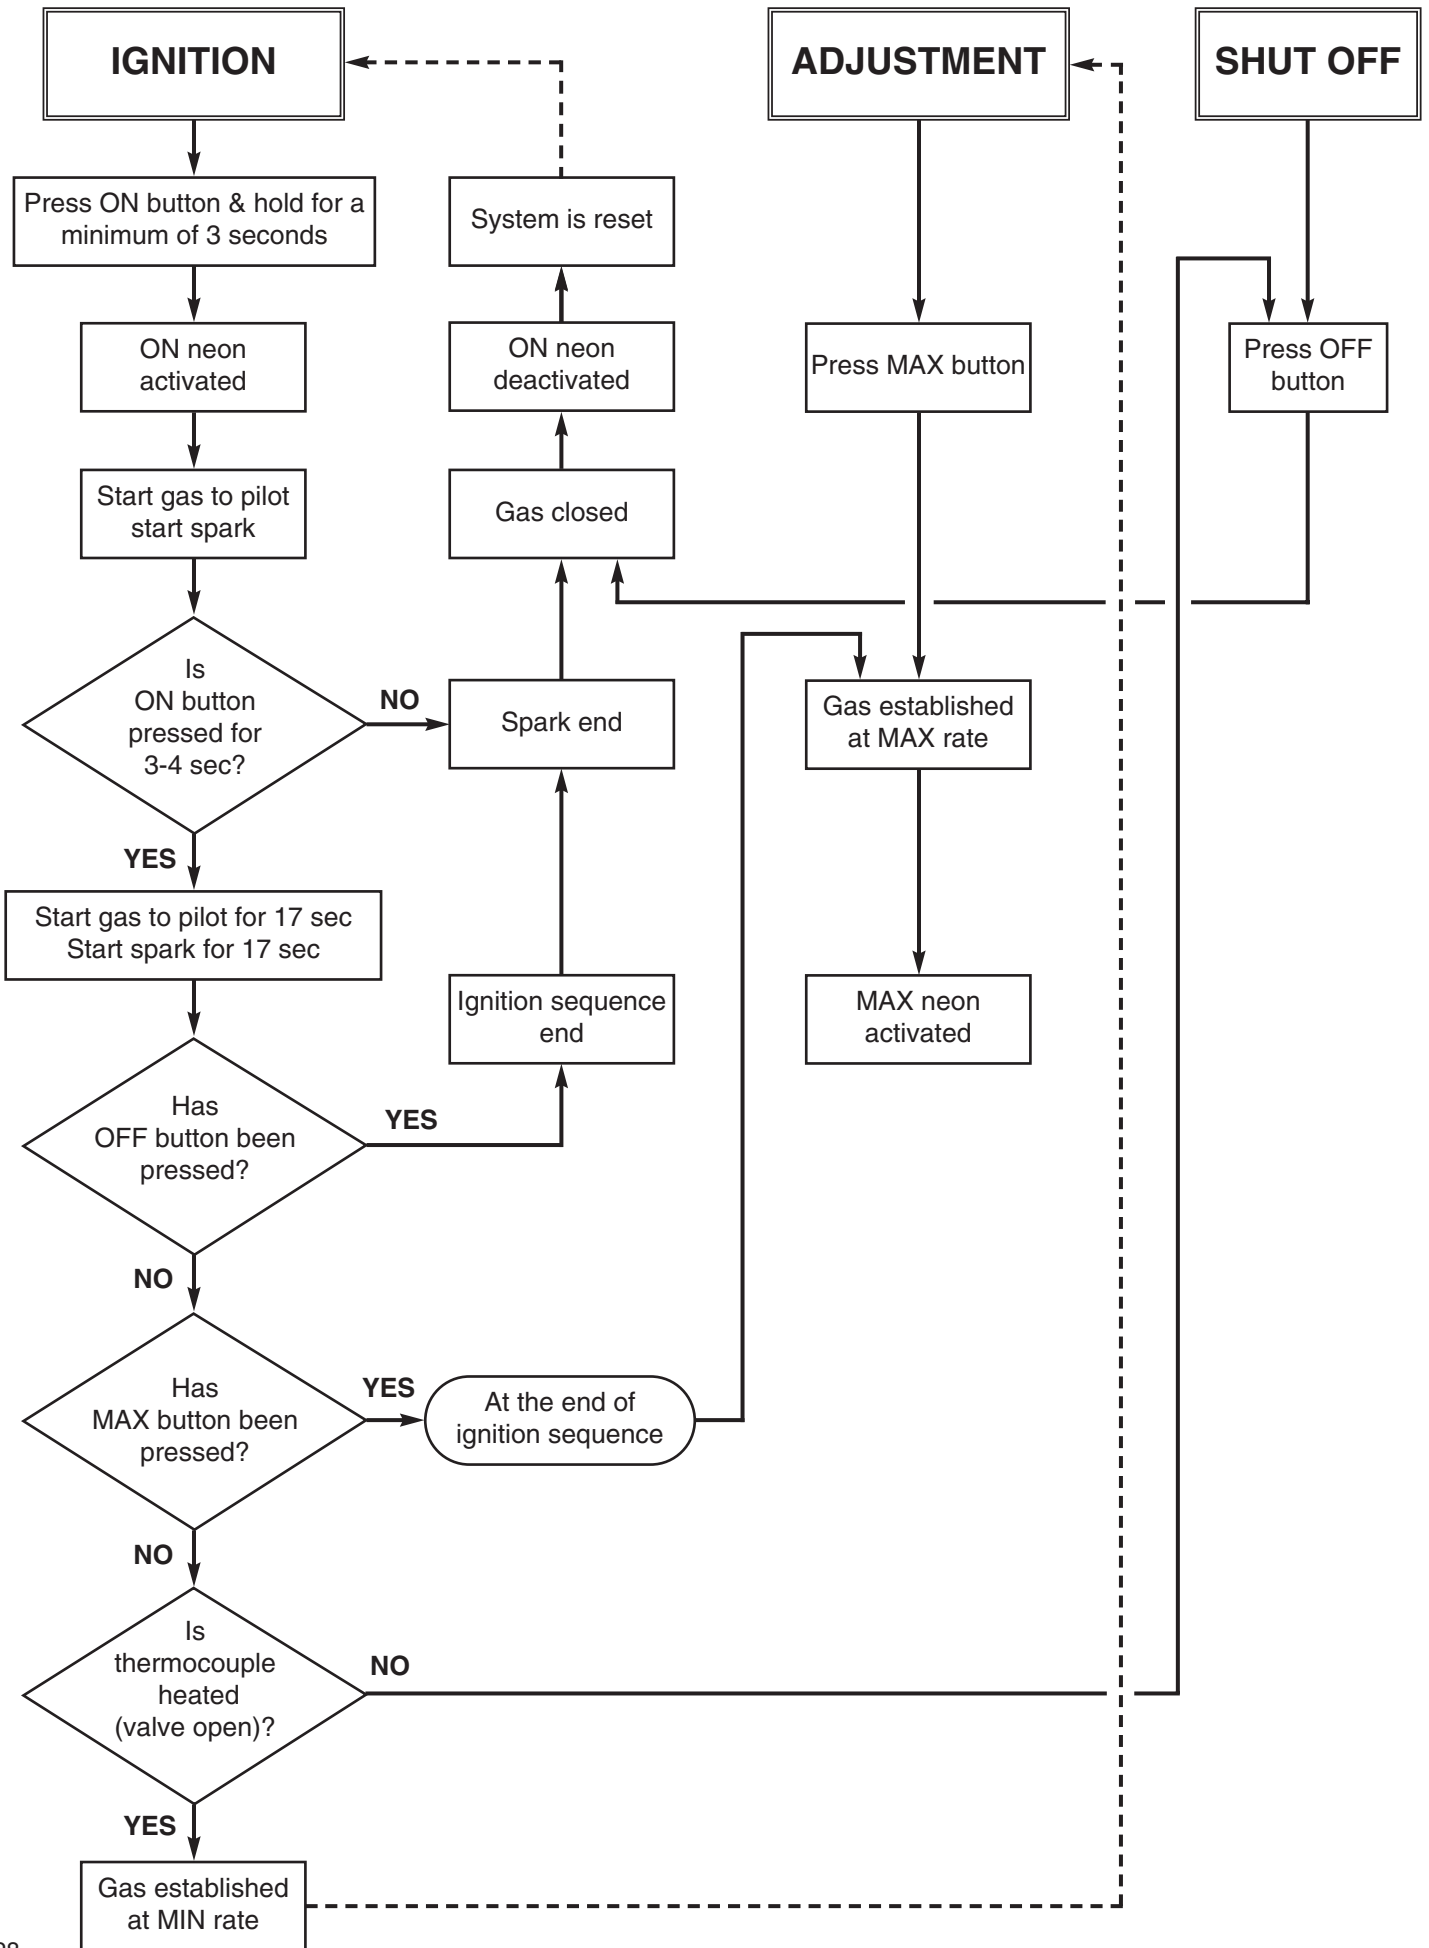 IGNITION
Press ON button & hold for a
minimum of 3 seconds
ON neon
activated
Start gas to pilot
start spark
Is
ON button
pressed for
3-4 sec?
NO
YES
Start gas to pilot for 17 sec
Start spark for 17 sec
Has
OFF button been
pressed?
YES
NO
Has
MAX button been
pressed?
YES
At the end of
ignition sequence
NO
Is
thermocouple
heated
(valve open)?
NO
YES
Gas established
at MIN rate
System is reset
ON neon
deactivated
Gas closed
Spark end
Ignition sequence
end
ADJUSTMENT
Press MAX button
Gas established
at MAX rate
MAX neon
activated
SHUT OFF
Press OFF
button